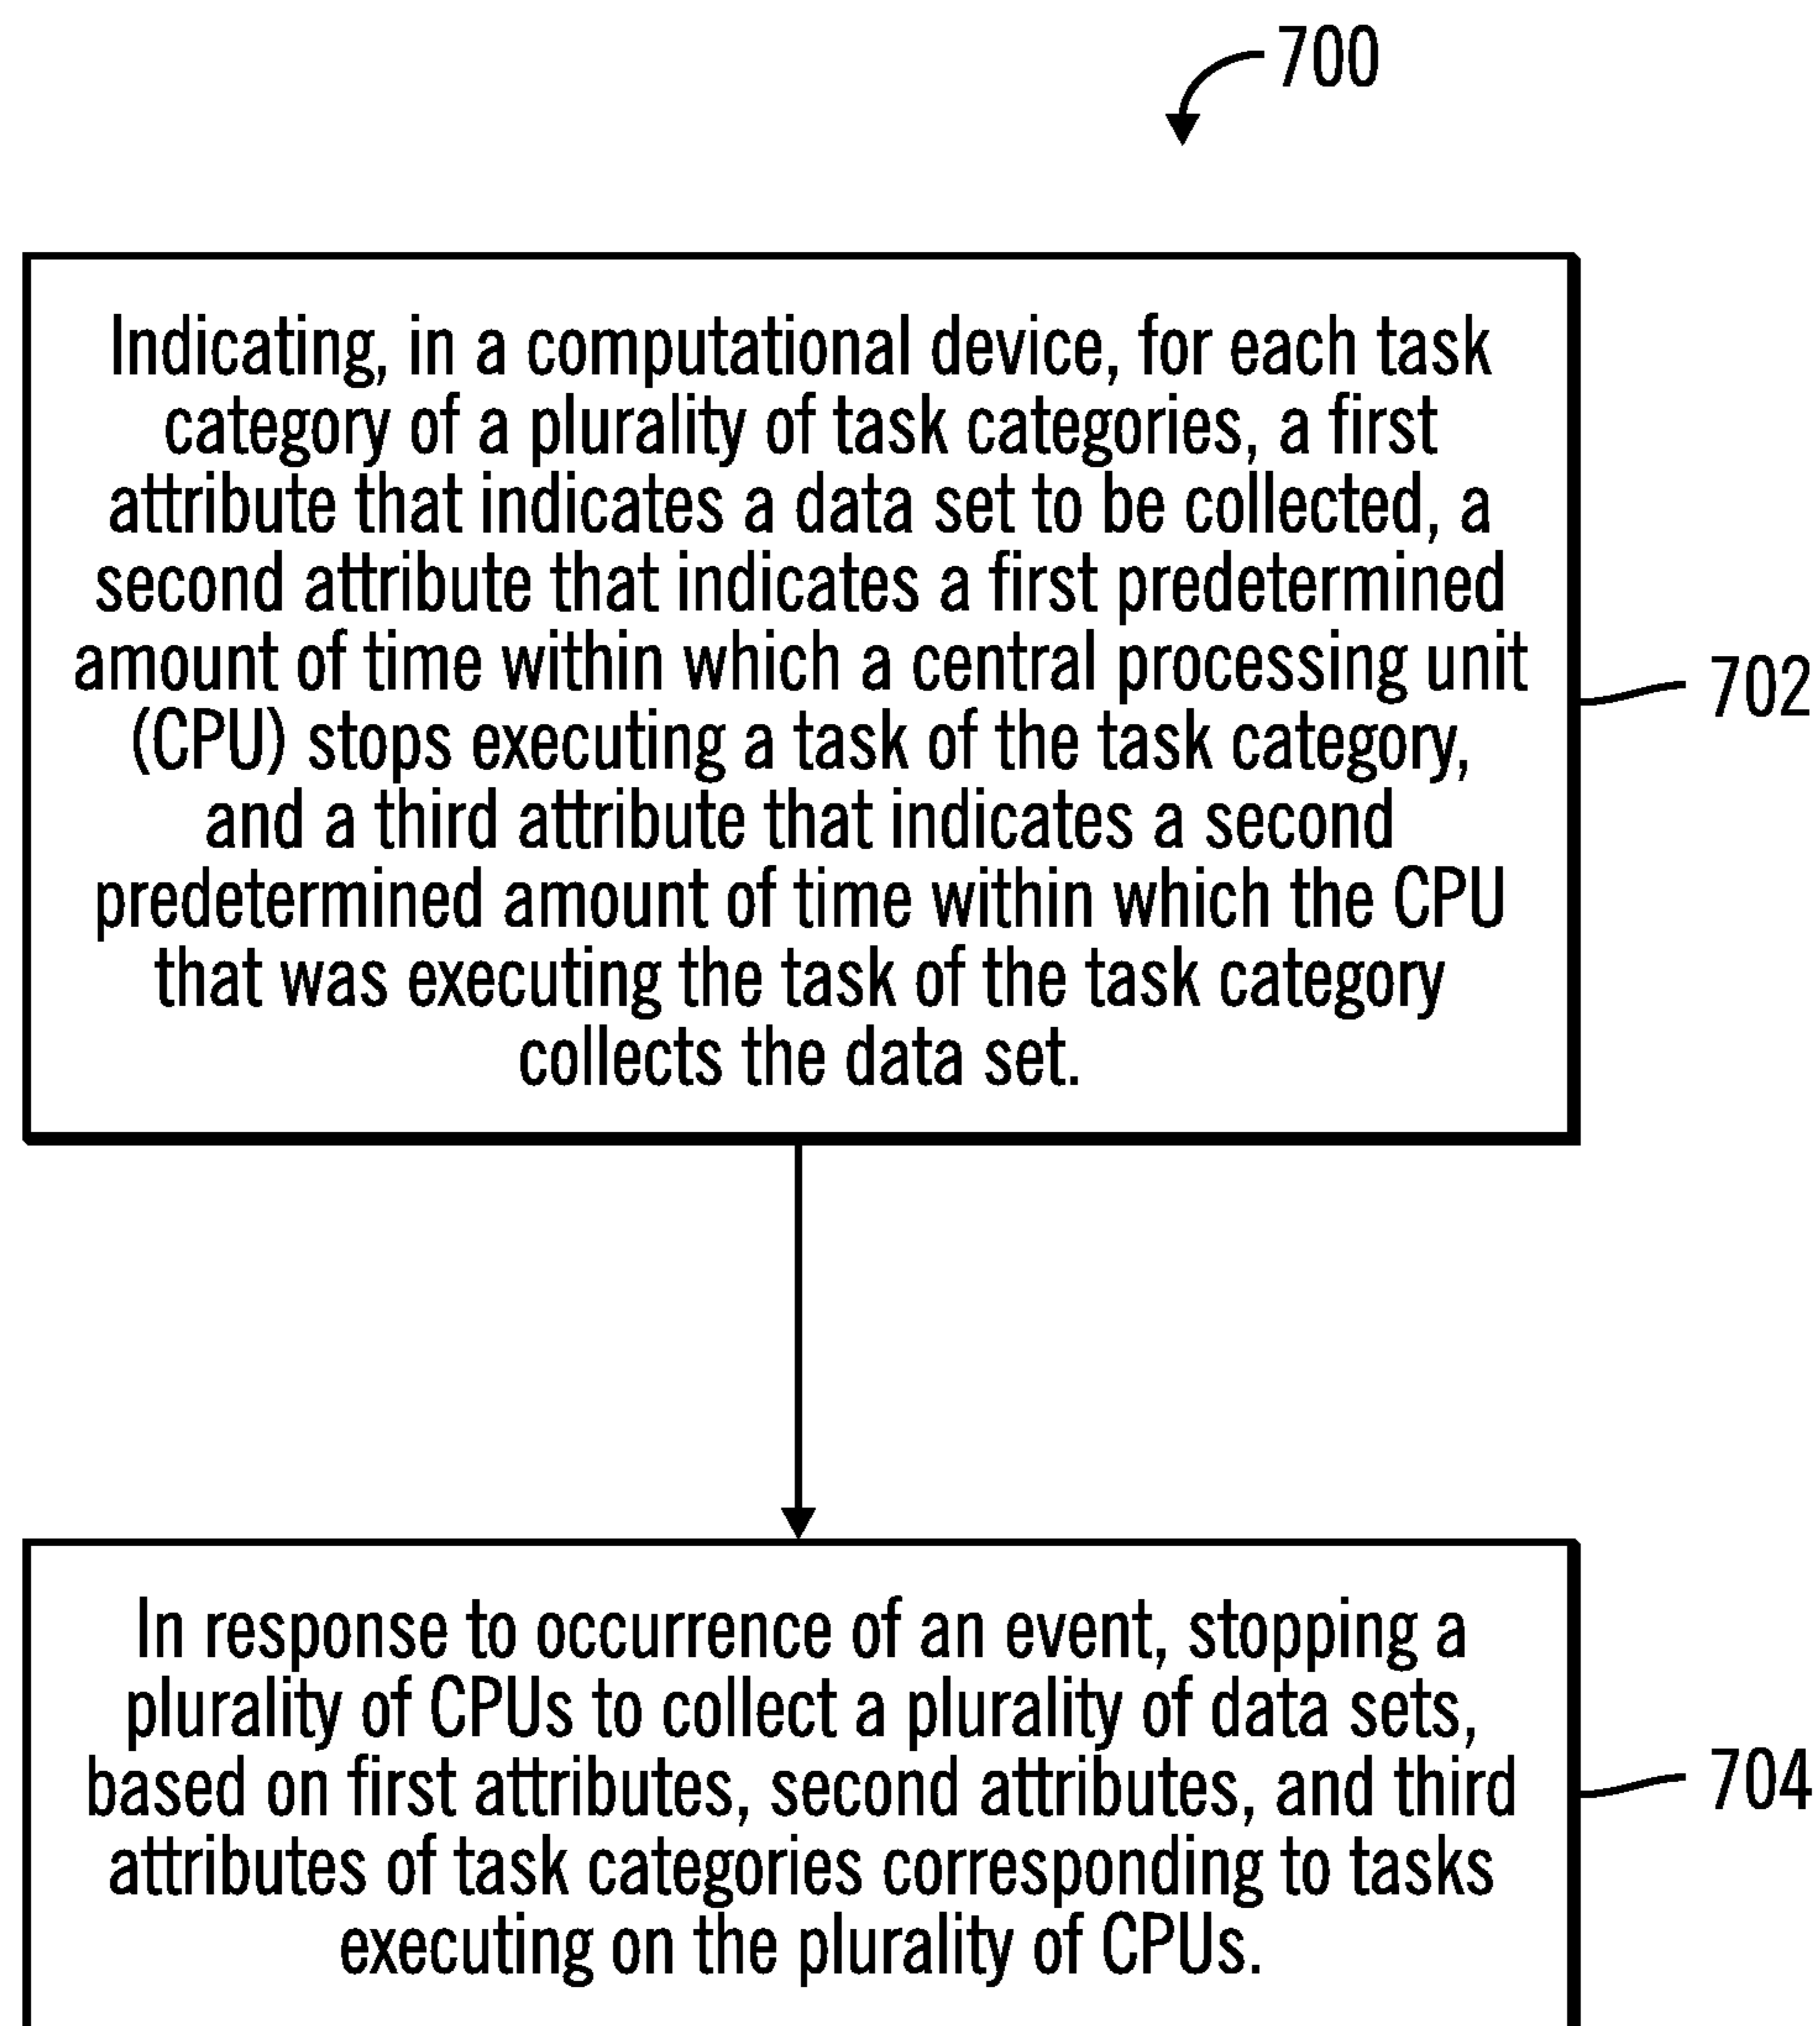 700
Indicating, in a computational device, for each task
category of a plurality of task categories, a first
attribute that indicates a data set to be collected, a
second attribute that indicates a first predetermined
amount of time within which a central processing unit
(CPU) stops executing a task of the task category,
and a third attribute that indicates a second
predetermined amount of time within which the CPU
that was executing the task of the task category
collects the data set.
702
In response to occurrence of an event, stopping a
plurality of CPUs to collect a plurality of data sets,
based on first attributes, second attributes, and third
attributes of task categories corresponding to tasks
executing on the plurality of CPUs.
704